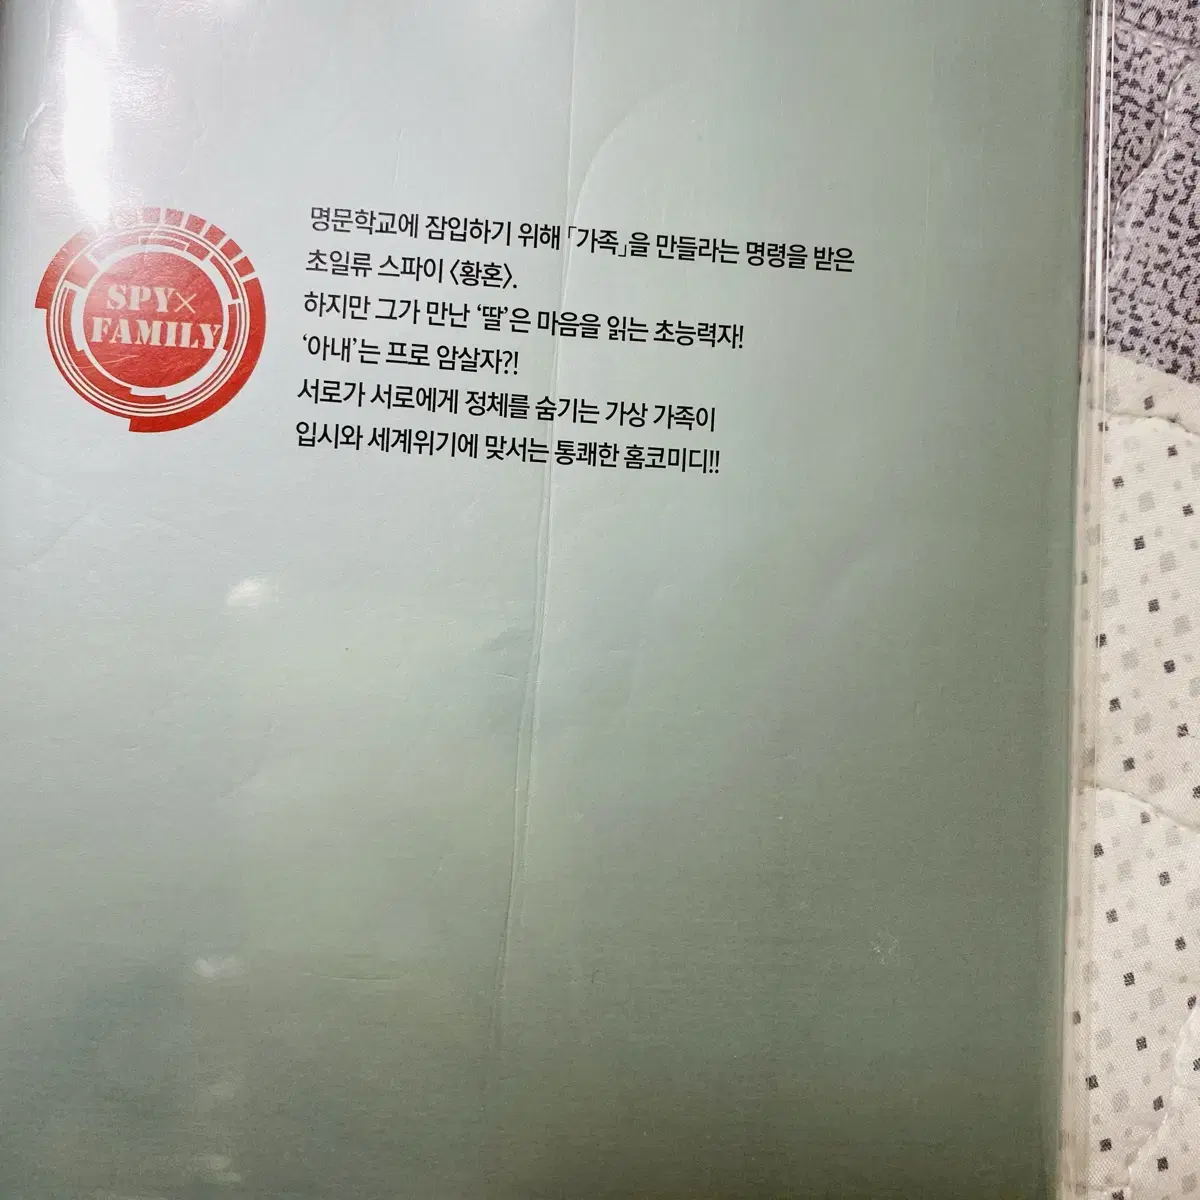 SPY×
FAMILY
명문학교에 잠입하기 위해 「가족」을 만들라는 명령을 받은
초일류 스파이 〈황혼〉.
하지만 그가 만난 ‘딸’은 마음을 읽는 초능력자!
‘아내’는 프로 암살자?!
서로가 서로에게 정체를 숨기는 가상 가족이
입시와 세계위기에 맞서는 통쾌한 홈코미디!!